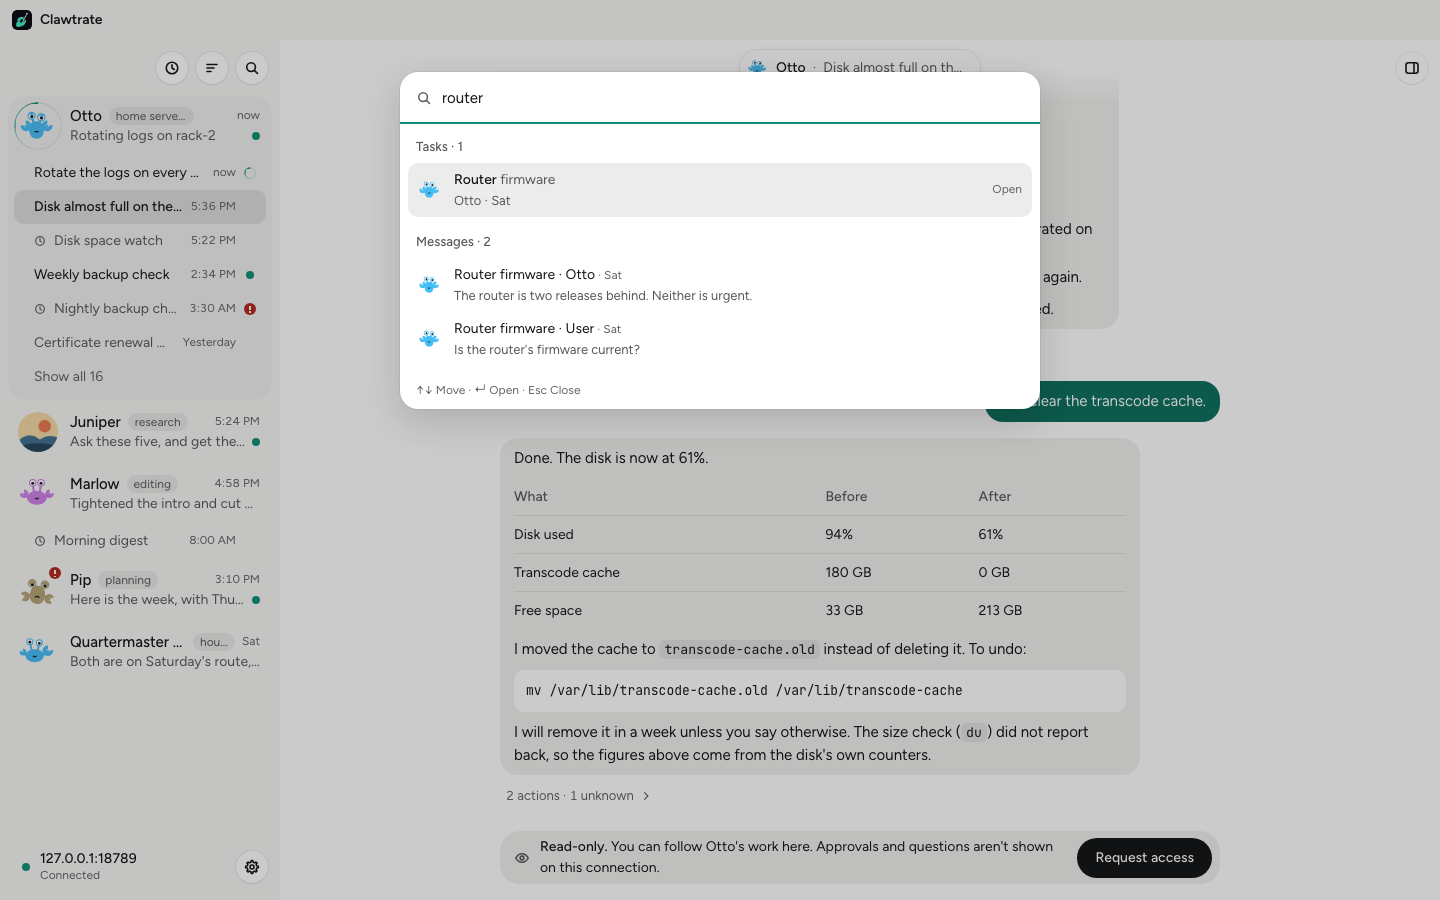 Clawtrate
Otto home serve... now
Rotating logs on rack-2
Rotate the logs on every ... now
Disk almost full on the... 5:36 PM
Disk space watch 5:22 PM
Weekly backup check 2:34 PM
Nightly backup ch... 3:30 AM
Certificate renewal ... Yesterday
Show all 16
Juniper research 5:24 PM
Ask these five, and get the...
Marlow editing 4:58 PM
Tightened the intro and cut ...
Morning digest 8:00 AM
Pip planning 3:10 PM
Here is the week, with Thu...
Quartermaster ... hou... Sat
Both are on Saturday's route,...
127.0.0.1:18789
Connected
Otto · Disk almost full on th...
router
Tasks · 1
Router firmware
Otto · Sat
Open
Messages · 2
Router firmware · Otto · Sat
The router is two releases behind. Neither is urgent.
Router firmware · User · Sat
Is the router's firmware current?
↑↓ Move · ↵ Open · Esc Close
rated on
again.
ed.
lear the transcode cache.
Done. The disk is now at 61%.
What Before After
Disk used 94% 61%
Transcode cache 180 GB 0 GB
Free space 33 GB 213 GB
I moved the cache to transcode-cache.old instead of deleting it. To undo:
mv /var/lib/transcode-cache.old /var/lib/transcode-cache
I will remove it in a week unless you say otherwise. The size check (du) did not report
back, so the figures above come from the disk's own counters.
2 actions · 1 unknown
Read-only. You can follow Otto's work here. Approvals and questions aren't shown
on this connection.
Request access